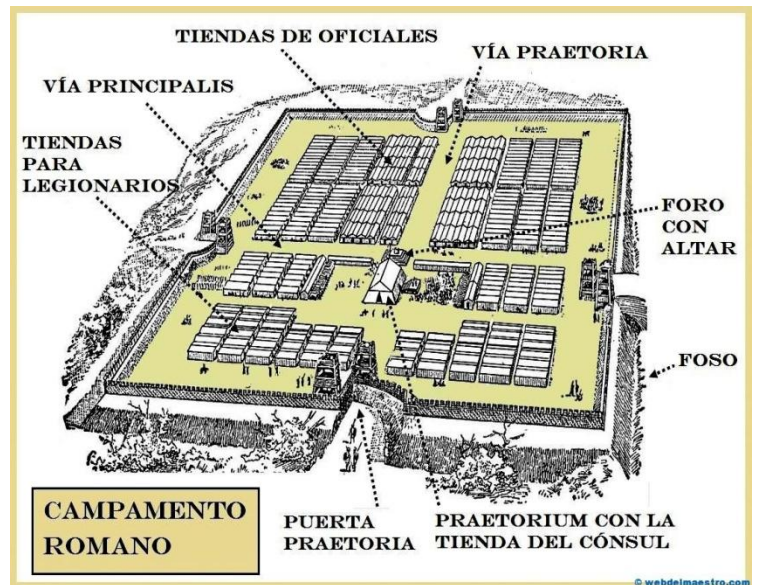 TIENDAS DE OFICIALES
VÍA PRAETORIA
VÍA PRINCIPALIS
TIENDAS
PARA
LEGIONARIOS
FORO
CON
ALTAR
FOSO
CAMPAMENTO
ROMANO
PUERTA
PRAETORIA
PRAETORIUM CON LA
TIENDA DEL CÓNSUL
© webdelmaestro.com